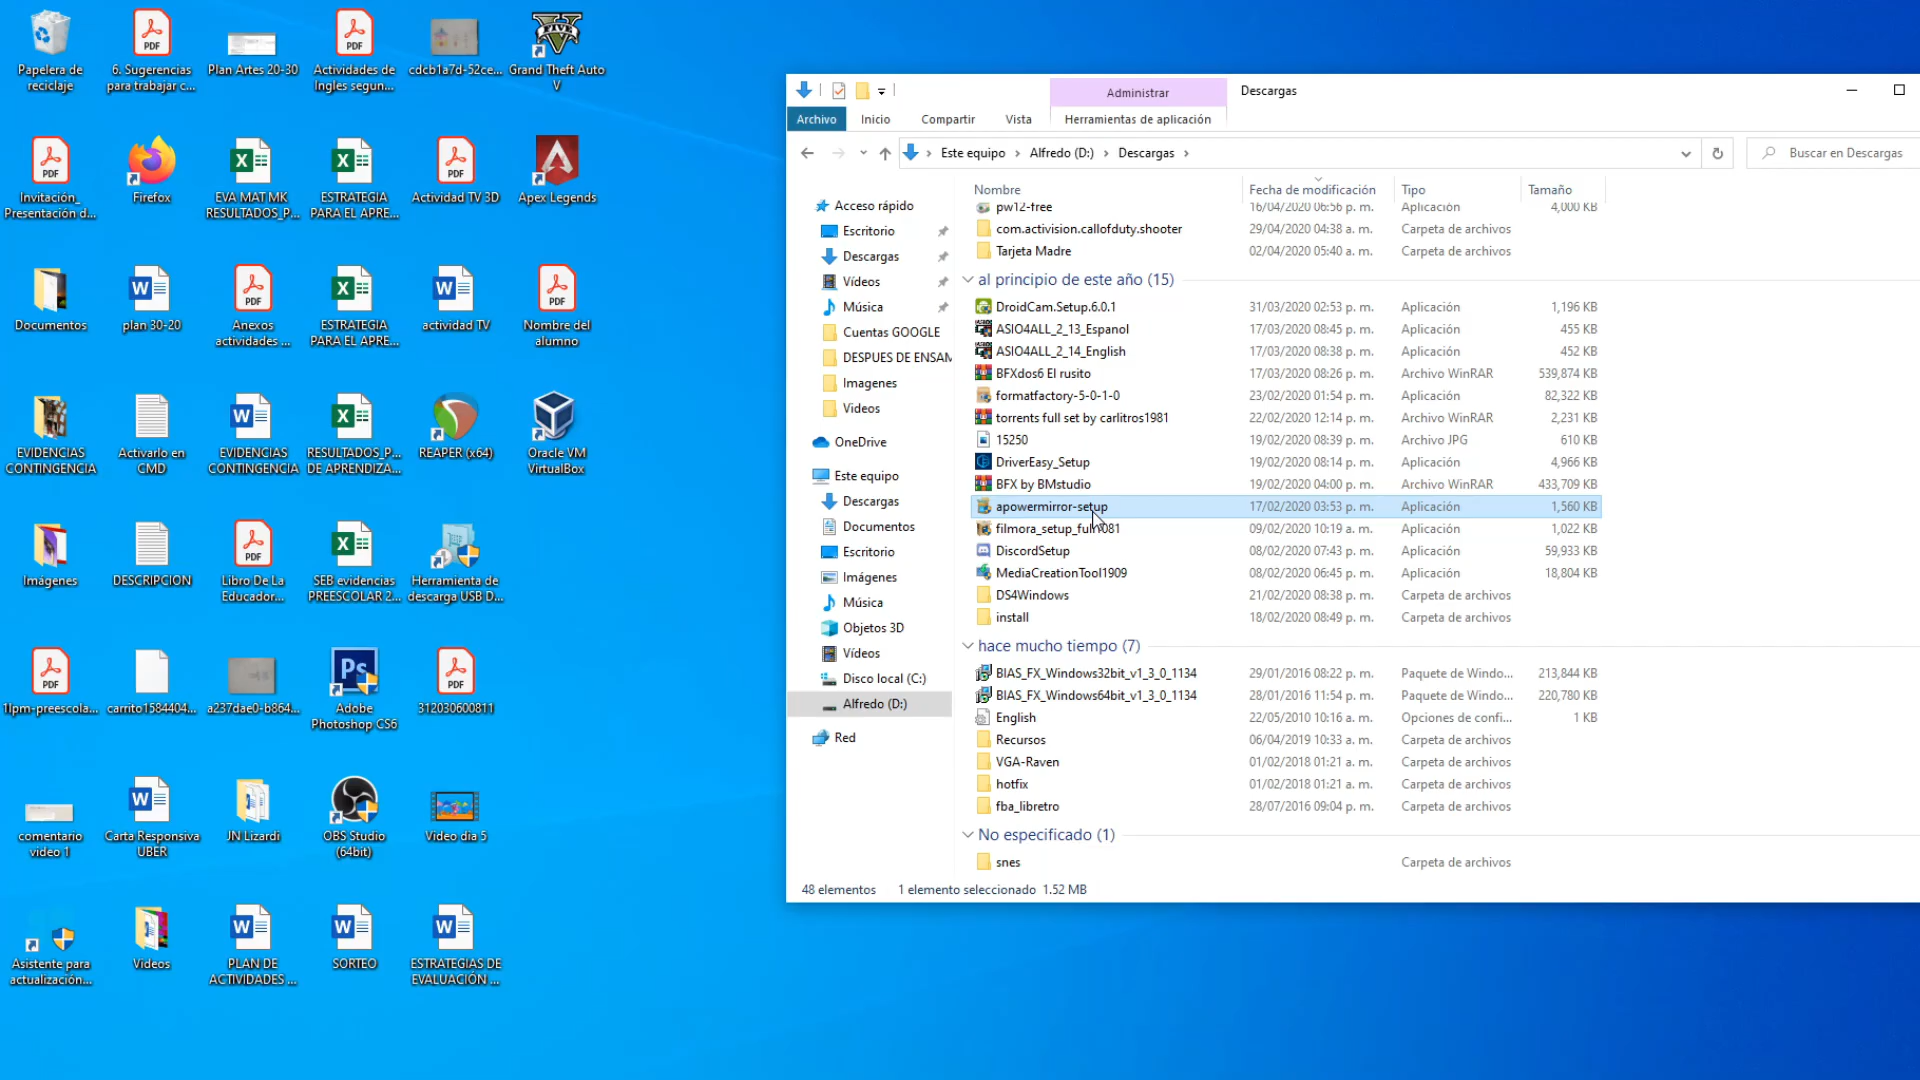 Papelera de
reciclaje
6. Sugerencias
para trabajar c...
Plan Artes 20-30
Actividades de
Ingles segun...
cdcb1a7d-52ce...
Grand Theft Auto
V
Invitación_
Presentación d...
Firefox
EVA MAT MK
RESULTADOS_P...
ESTRATEGIA
PARA EL APRE...
Actividad TV 3D
Apex Legends
Documentos
plan 30-20
Anexos
actividades ...
ESTRATEGIA
PARA EL APRE...
actividad TV
Nombre del
alumno
EVIDENCIAS
CONTINGENCIA
Activarlo en
CMD
EVIDENCIAS
CONTINGENCIA
RESULTADOS_P...
DE APRENDIZA...
REAPER (x64)
Oracle VM
VirtualBox
Imágenes
DESCRIPCION
Libro De La
Educador...
SEB evidencias
PREESCOLAR 2...
Herramienta de
descarga USB D...
1lpm-preescola...
carrito1584404...
a237dae0-b864...
Adobe
Photoshop CS6
312030600811
comentario
video 1
Carta Responsiva
UBER
JN Lizardi
OBS Studio
(64bit)
Video dia 5
Asistente para
actualización...
Videos
PLAN DE
ACTIVIDADES ...
SORTEO
ESTRATEGIAS DE
EVALUACIÓN ...
Administrar
Descargas
Archivo
Inicio
Compartir
Vista
Herramientas de aplicación
Este equipo > Alfredo (D:) > Descargas >
Buscar en Descargas
Acceso rápido
Escritorio
Descargas
Vídeos
Música
Cuentas GOOGLE
DESPUES DE ENSAM
Imagenes
Videos
OneDrive
Este equipo
Descargas
Documentos
Escritorio
Imágenes
Música
Objetos 3D
Vídeos
Disco local (C:)
Alfredo (D:)
Red
Nombre Fecha de modificación Tipo Tamaño
pw12-free 16/04/2020 06:56 p. m. Aplicación 4,000 KB
com.activision.callofduty.shooter 29/04/2020 04:38 a. m. Carpeta de archivos
Tarjeta Madre 02/04/2020 05:40 a. m. Carpeta de archivos
al principio de este año (15)
DroidCam.Setup.6.0.1 31/03/2020 02:53 p. m. Aplicación 1,196 KB
ASIO4ALL_2_13_Espanol 17/03/2020 08:45 p. m. Aplicación 455 KB
ASIO4ALL_2_14_English 17/03/2020 08:38 p. m. Aplicación 452 KB
BFXdos6 El rusito 17/03/2020 08:26 p. m. Archivo WinRAR 539,874 KB
formatfactory-5-0-1-0 23/02/2020 01:54 p. m. Aplicación 82,322 KB
torrents full set by carlitros1981 22/02/2020 12:14 p. m. Archivo WinRAR 2,231 KB
15250 19/02/2020 08:39 p. m. Archivo JPG 610 KB
DriverEasy_Setup 19/02/2020 08:14 p. m. Aplicación 4,966 KB
BFX by BMstudio 19/02/2020 04:00 p. m. Archivo WinRAR 433,709 KB
apowermirror-setup 17/02/2020 03:53 p. m. Aplicación 1,560 KB
filmora_setup_full 081 09/02/2020 10:19 a. m. Aplicación 1,022 KB
DiscordSetup 08/02/2020 07:43 p. m. Aplicación 59,933 KB
MediaCreationTool1909 08/02/2020 06:45 p. m. Aplicación 18,804 KB
DS4Windows 21/02/2020 08:38 p. m. Carpeta de archivos
install 18/02/2020 08:49 p. m. Carpeta de archivos
hace mucho tiempo (7)
BIAS_FX_Windows32bit_v1_3_0_1134 29/01/2016 08:22 p. m. Paquete de Windo... 213,844 KB
BIAS_FX_Windows64bit_v1_3_0_1134 28/01/2016 11:54 p. m. Paquete de Windo... 220,780 KB
English 22/05/2010 10:16 a. m. Opciones de confi... 1 KB
Recursos 06/04/2019 10:33 a. m. Carpeta de archivos
VGA-Raven 01/02/2018 01:21 a. m. Carpeta de archivos
hotfix 01/02/2018 01:21 a. m. Carpeta de archivos
fba_libretro 28/07/2016 09:04 p. m. Carpeta de archivos
No especificado (1)
snes Carpeta de archivos
48 elementos 1 elemento seleccionado 1.52 MB